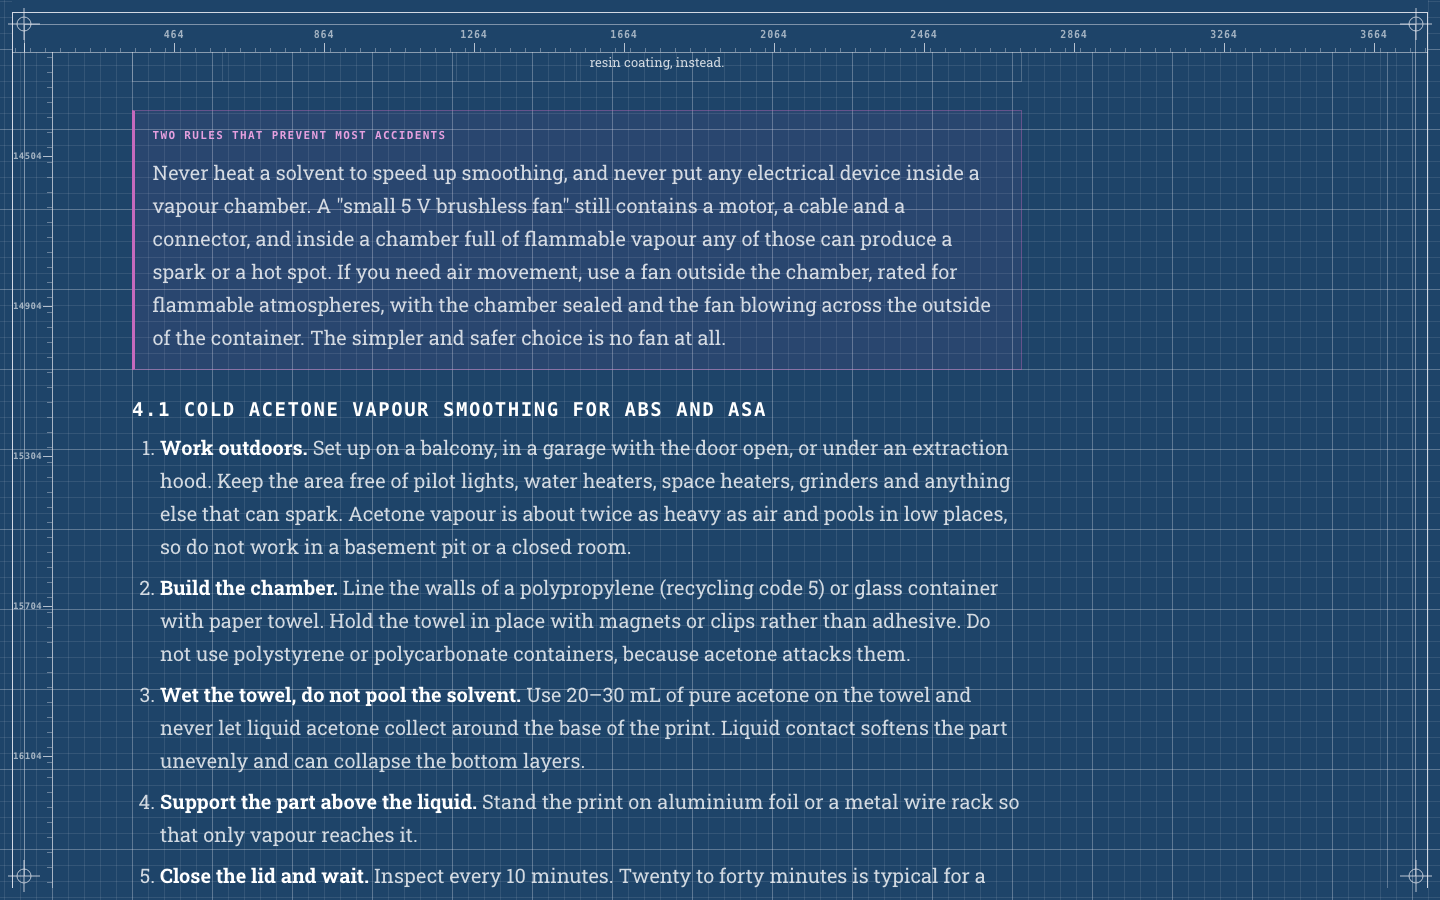 464 864 1264 1664 2064 2464 2864 3264 3664
resin coating, instead.
TWO RULES THAT PREVENT MOST ACCIDENTS
14504
Never heat a solvent to speed up smoothing, and never put any electrical device inside a
vapour chamber. A "small 5 V brushless fan" still contains a motor, a cable and a
connector, and inside a chamber full of flammable vapour any of those can produce a
spark or a hot spot. If you need air movement, use a fan outside the chamber, rated for
14904
flammable atmospheres, with the chamber sealed and the fan blowing across the outside
of the container. The simpler and safer choice is no fan at all.
4.1 COLD ACETONE VAPOUR SMOOTHING FOR ABS AND ASA
1. Work outdoors. Set up on a balcony, in a garage with the door open, or under an extraction
15304
hood. Keep the area free of pilot lights, water heaters, space heaters, grinders and anything
else that can spark. Acetone vapour is about twice as heavy as air and pools in low places,
so do not work in a basement pit or a closed room.
2. Build the chamber. Line the walls of a polypropylene (recycling code 5) or glass container
15704
with paper towel. Hold the towel in place with magnets or clips rather than adhesive. Do
not use polystyrene or polycarbonate containers, because acetone attacks them.
3. Wet the towel, do not pool the solvent. Use 20–30 mL of pure acetone on the towel and
never let liquid acetone collect around the base of the print. Liquid contact softens the part
16104
unevenly and can collapse the bottom layers.
4. Support the part above the liquid. Stand the print on aluminium foil or a metal wire rack so
that only vapour reaches it.
5. Close the lid and wait. Inspect every 10 minutes. Twenty to forty minutes is typical for a